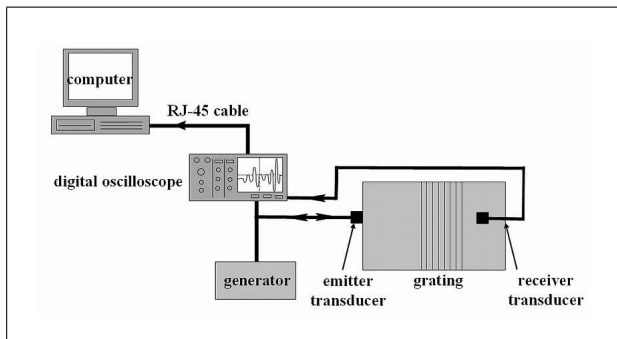 computer
RJ-45 cable
digital oscilloscope
generator
emitter
transducer
grating
receiver
transducer